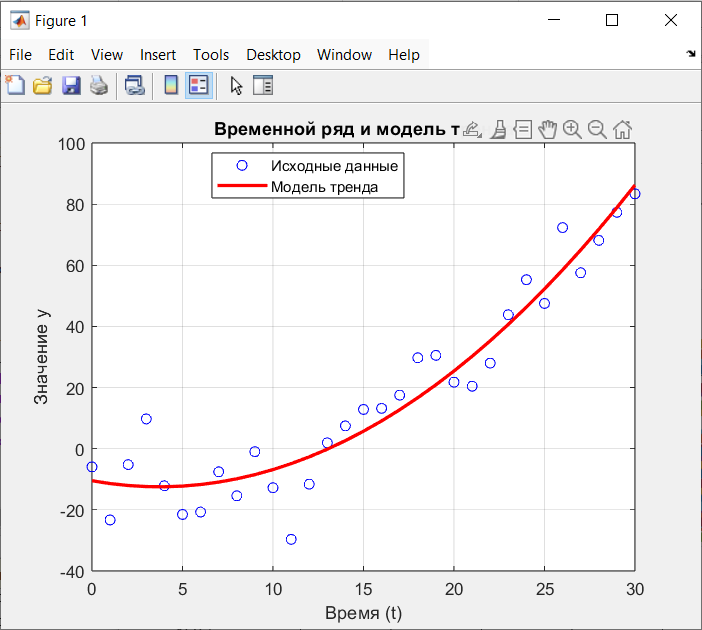 Figure 1
File Edit View Insert Tools Desktop Window Help
Временной ряд и модель т
Исходные данные
Модель тренда
100
80
60
40
20
0
-20
-40
Значение y
0 5 10 15 20 25 30
Время (t)